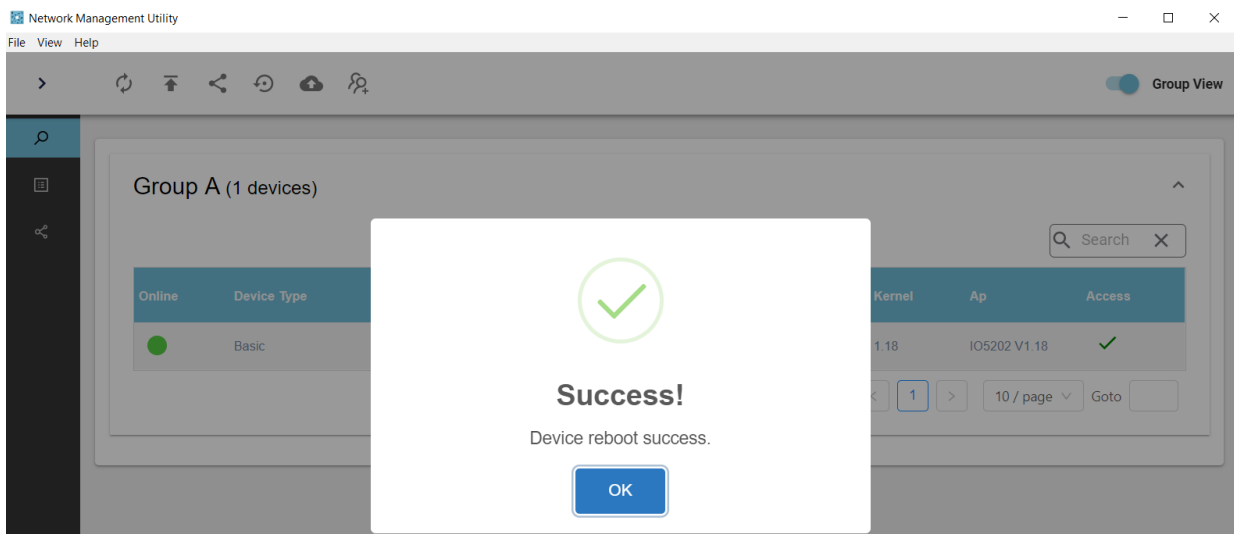 Network Management Utility
File View Help
Group View
Group A (1 devices)
Search
Online Device Type Kernel Ap Access
Basic 1.18 IO5202 V1.18
1 10 / page Goto
Success!
Device reboot success.
OK